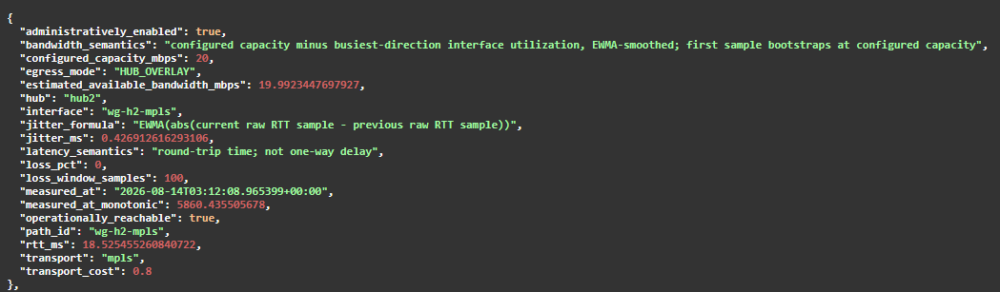 {
"administratively_enabled": true,
"bandwidth_semantics": "configured capacity minus busiest-direction interface utilization, EWMA-smoothed; first sample bootstraps at configured capacity",
"configured_capacity_mbps": 20,
"egress_mode": "HUB_OVERLAY",
"estimated_available_bandwidth_mbps": 19.9923447697927,
"hub": "hub2",
"interface": "wg-h2-mpls",
"jitter_formula": "EWMA(abs(current raw RTT sample - previous raw RTT sample))",
"jitter_ms": 0.426912616293106,
"latency_semantics": "round-trip time; not one-way delay",
"loss_pct": 0,
"loss_window_samples": 100,
"measured_at": "2026-08-14T03:12:08.965399+00:00",
"measured_at_monotonic": 5860.435505678,
"operationally_reachable": true,
"path_id": "wg-h2-mpls",
"rtt_ms": 18.525455260840722,
"transport": "mpls",
"transport_cost": 0.8
},